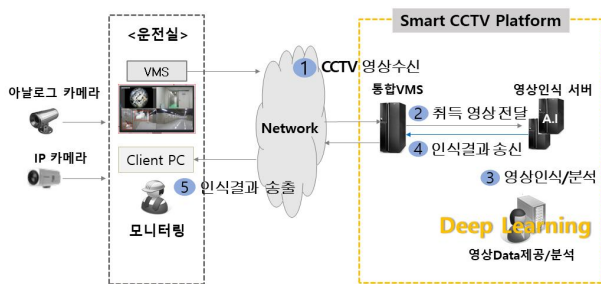 Smart CCTV Platform
<운전실>
VMS
아날로그 카메라
IP 카메라
Client PC
모니터링
Network
1 CCTV 영상수신
통합VMS
영상인식 서버
A.I
2 취득 영상 전달
4 인식결과 송신
3 영상인식/분석
5 인식결과 송출
Deep Learning
영상Data제공/분석